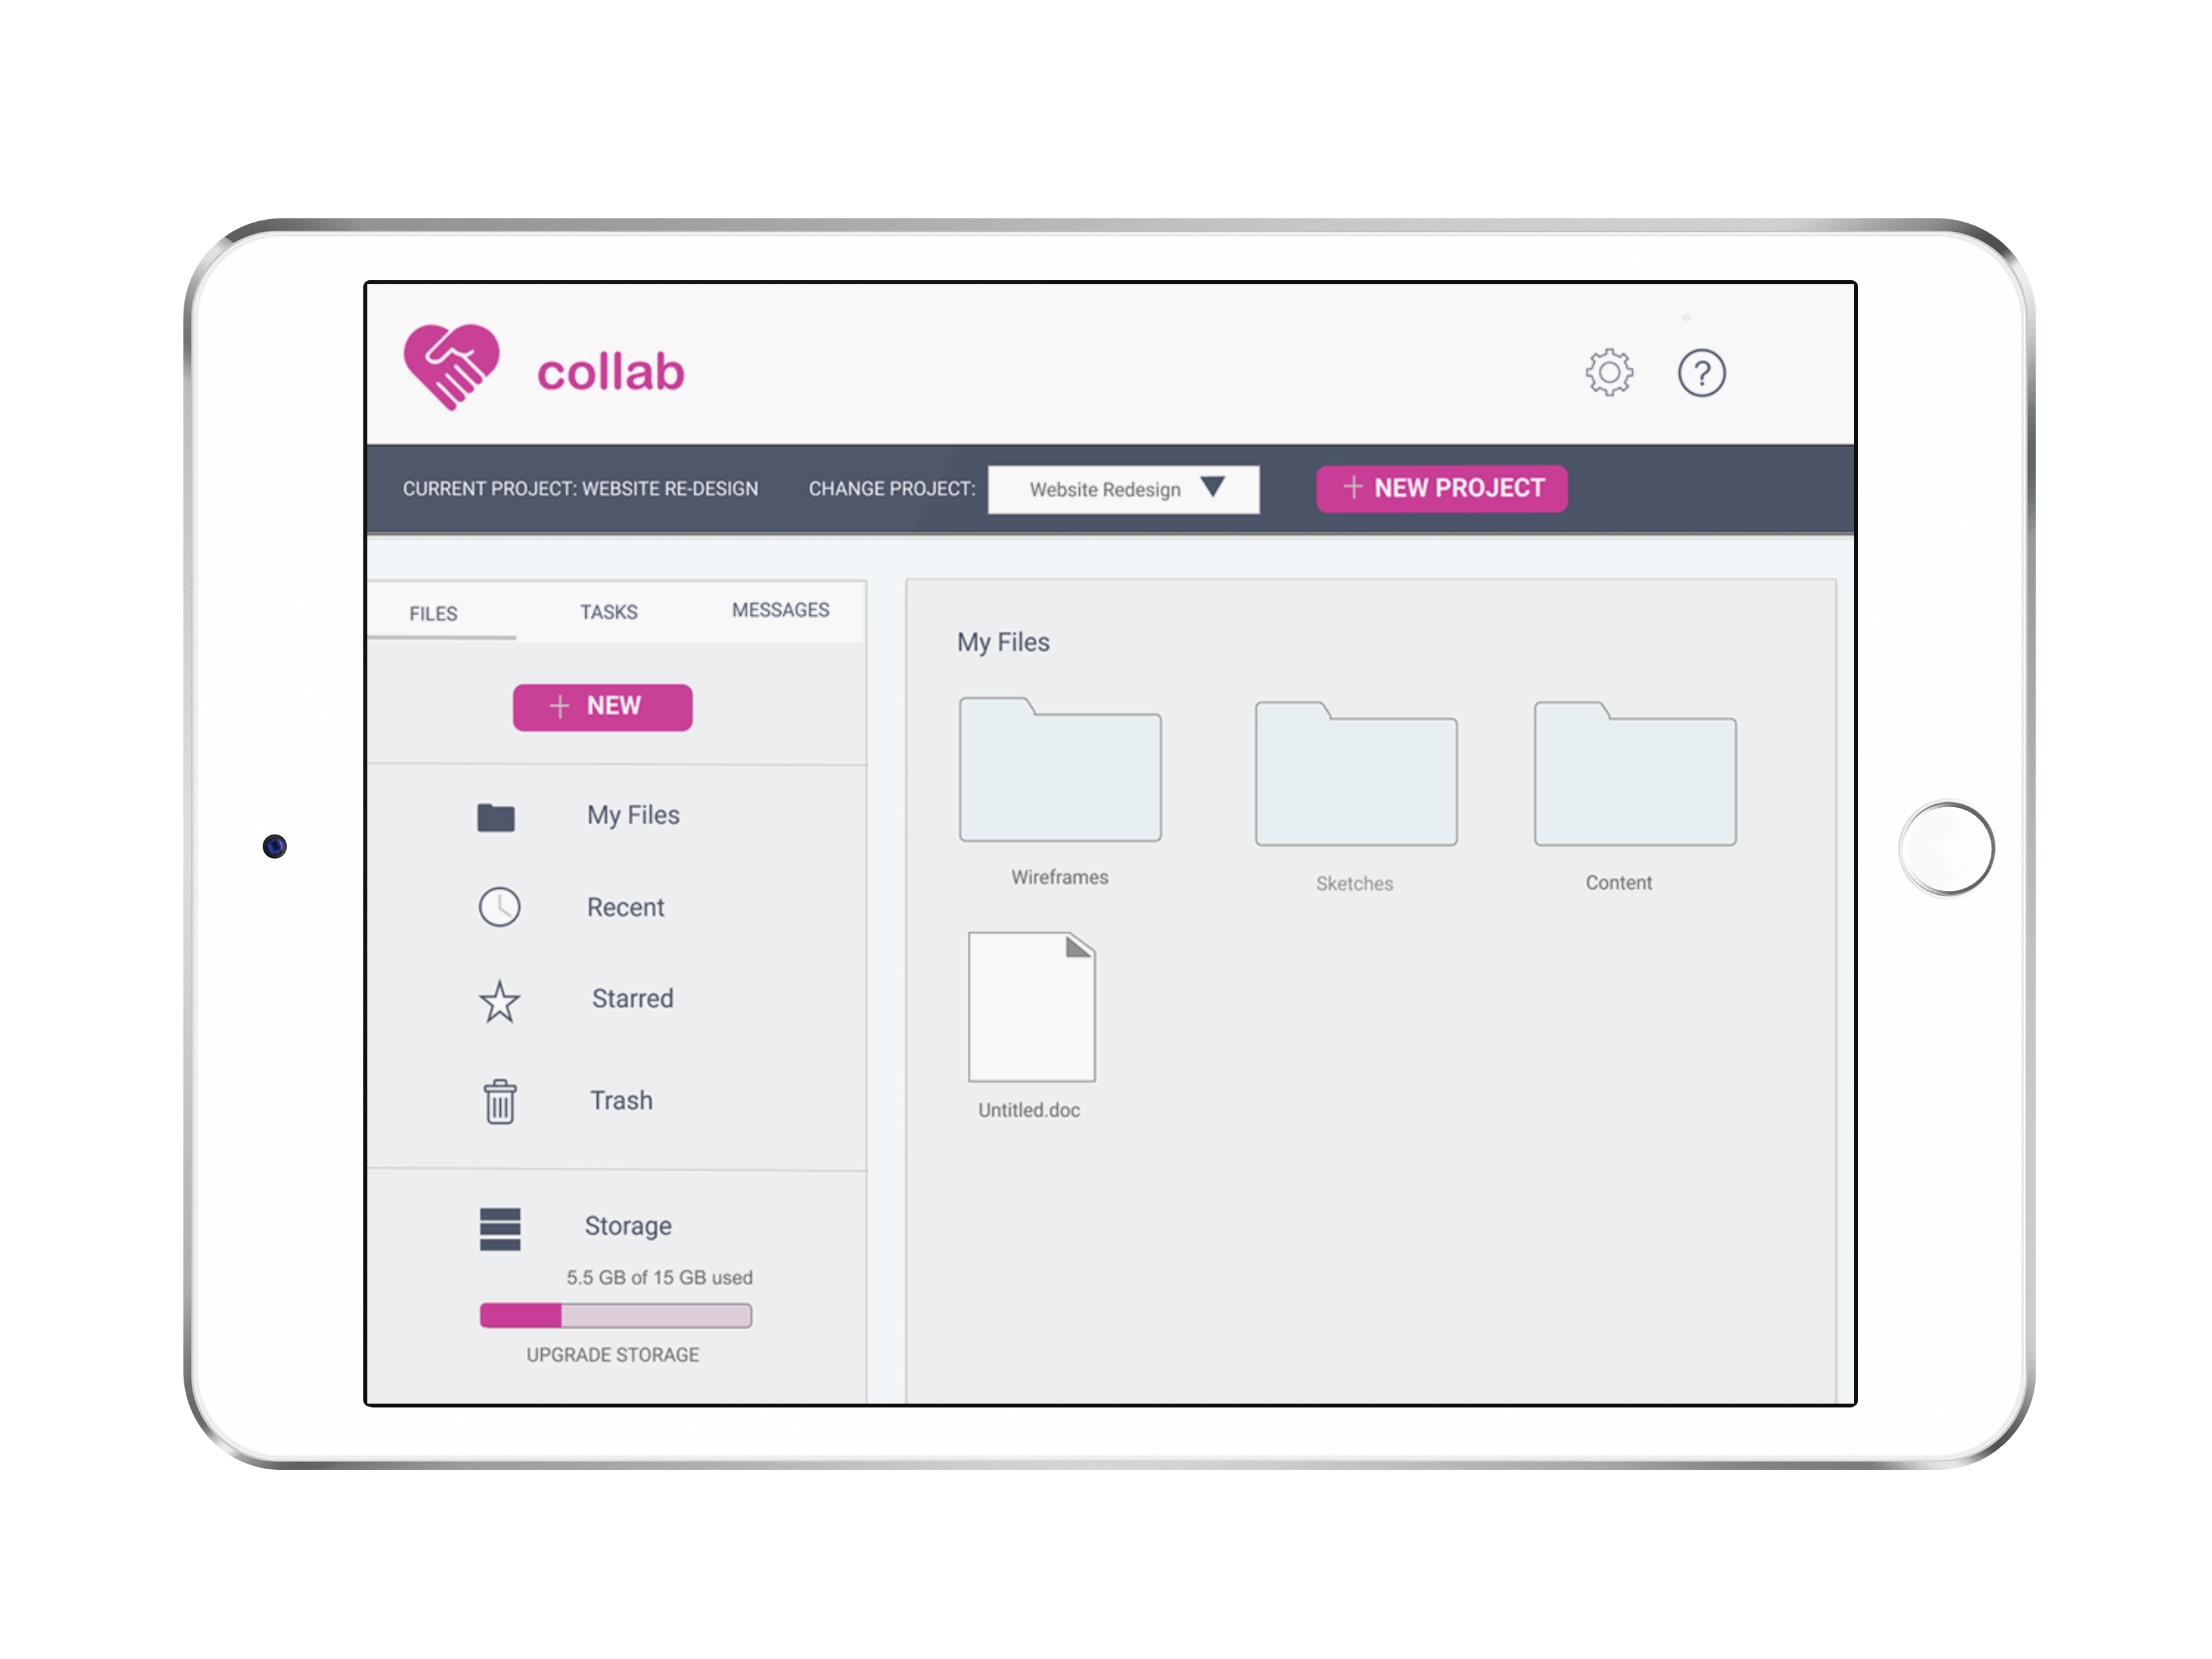 collab
?
CURRENT PROJECT: WEBSITE RE-DESIGN CHANGE PROJECT: Website Redesign + NEW PROJECT
FILES TASKS MESSAGES
+ NEW
My Files
Recent
Starred
Trash
Storage
5.5 GB of 15 GB used
UPGRADE STORAGE
My Files
Wireframes Sketches Content
Untitled.doc